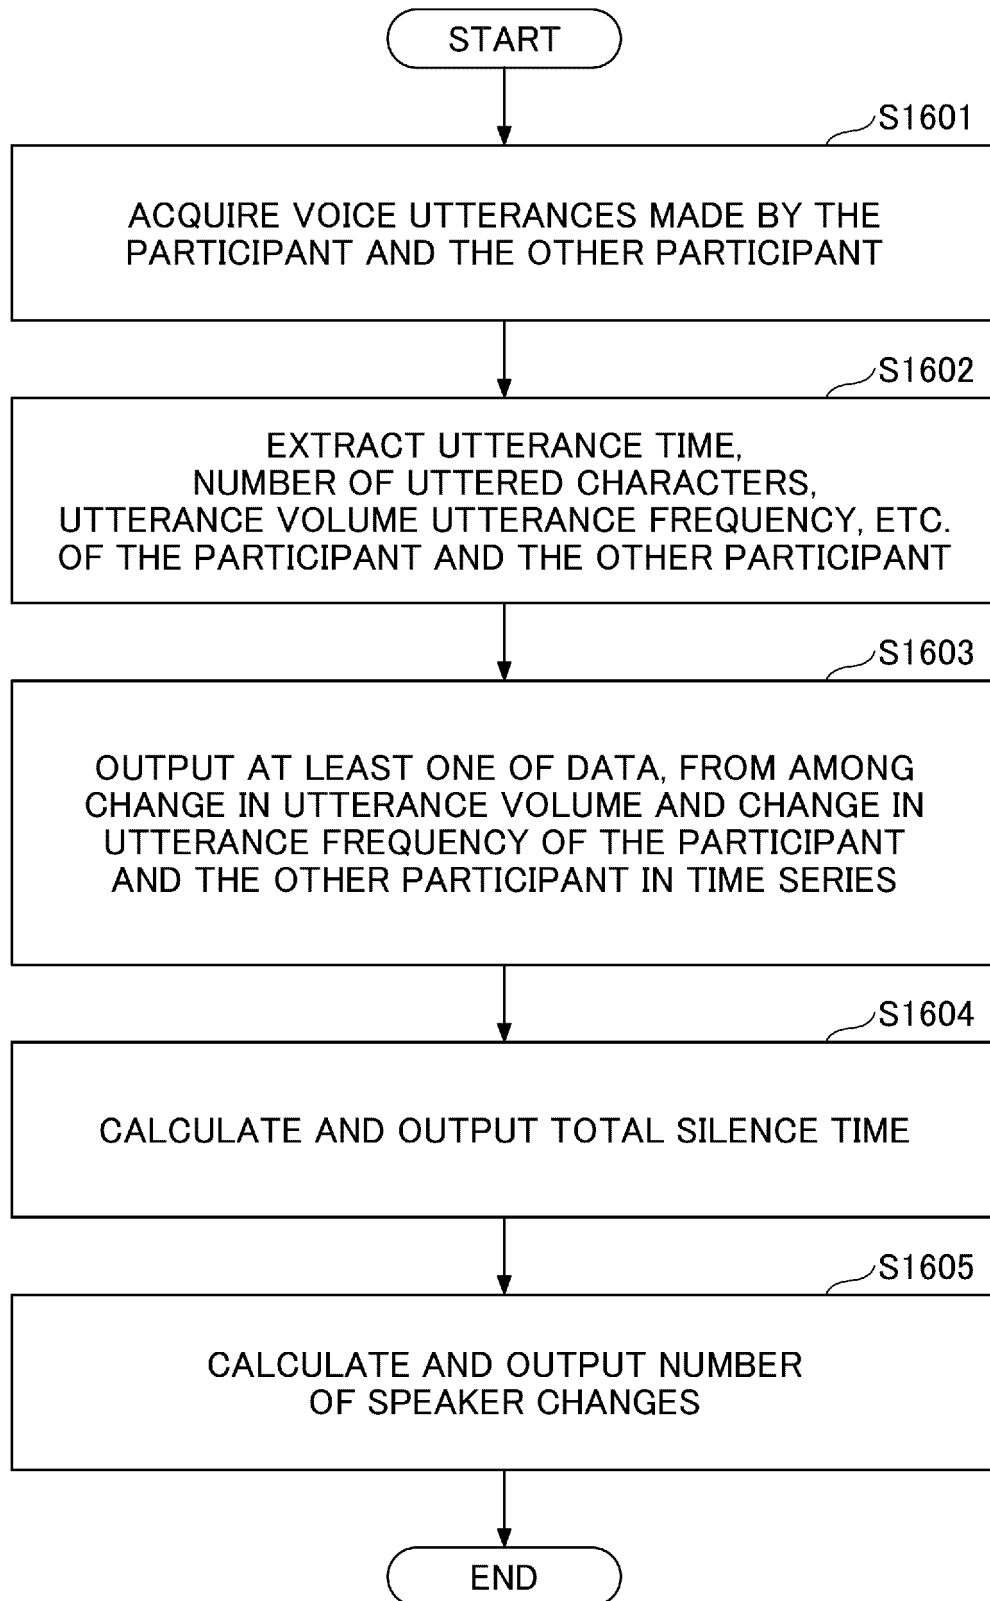 START
S1601
ACQUIRE VOICE UTTERANCES MADE BY THE
PARTICIPANT AND THE OTHER PARTICIPANT
S1602
EXTRACT UTTERANCE TIME,
NUMBER OF UTTERED CHARACTERS,
UTTERANCE VOLUME UTTERANCE FREQUENCY, ETC.
OF THE PARTICIPANT AND THE OTHER PARTICIPANT
S1603
OUTPUT AT LEAST ONE OF DATA, FROM AMONG
CHANGE IN UTTERANCE VOLUME AND CHANGE IN
UTTERANCE FREQUENCY OF THE PARTICIPANT
AND THE OTHER PARTICIPANT IN TIME SERIES
S1604
CALCULATE AND OUTPUT TOTAL SILENCE TIME
S1605
CALCULATE AND OUTPUT NUMBER
OF SPEAKER CHANGES
END